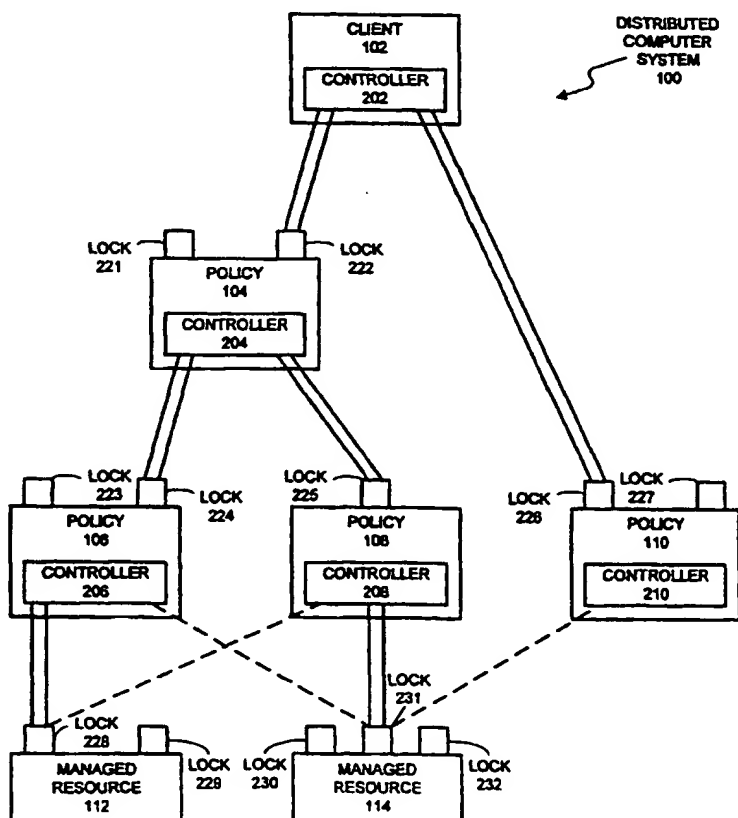 CLIENT
102
CONTROLLER
202
DISTRIBUTED
COMPUTER
SYSTEM
100
LOCK
221
LOCK
222
POLICY
104
CONTROLLER
204
LOCK
223
LOCK
224
LOCK
225
LOCK
226
LOCK
227
POLICY
106
CONTROLLER
206
POLICY
108
CONTROLLER
208
POLICY
110
CONTROLLER
210
LOCK
228
LOCK
229
LOCK
230
LOCK
231
LOCK
232
MANAGED
RESOURCE
112
MANAGED
RESOURCE
114